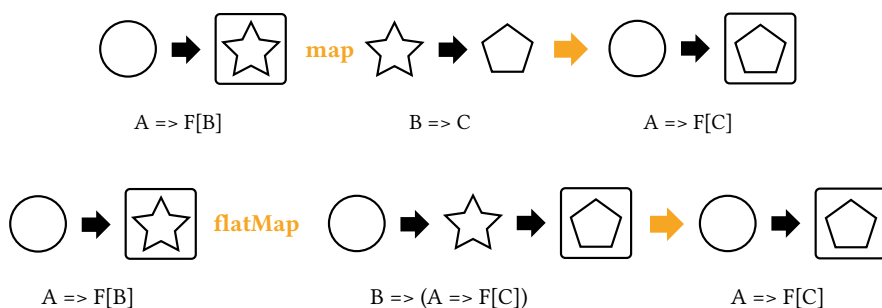 map
A => F[B]
B => C
A => F[C]
flatMap
A => F[B]
B => (A => F[C])
A => F[C]